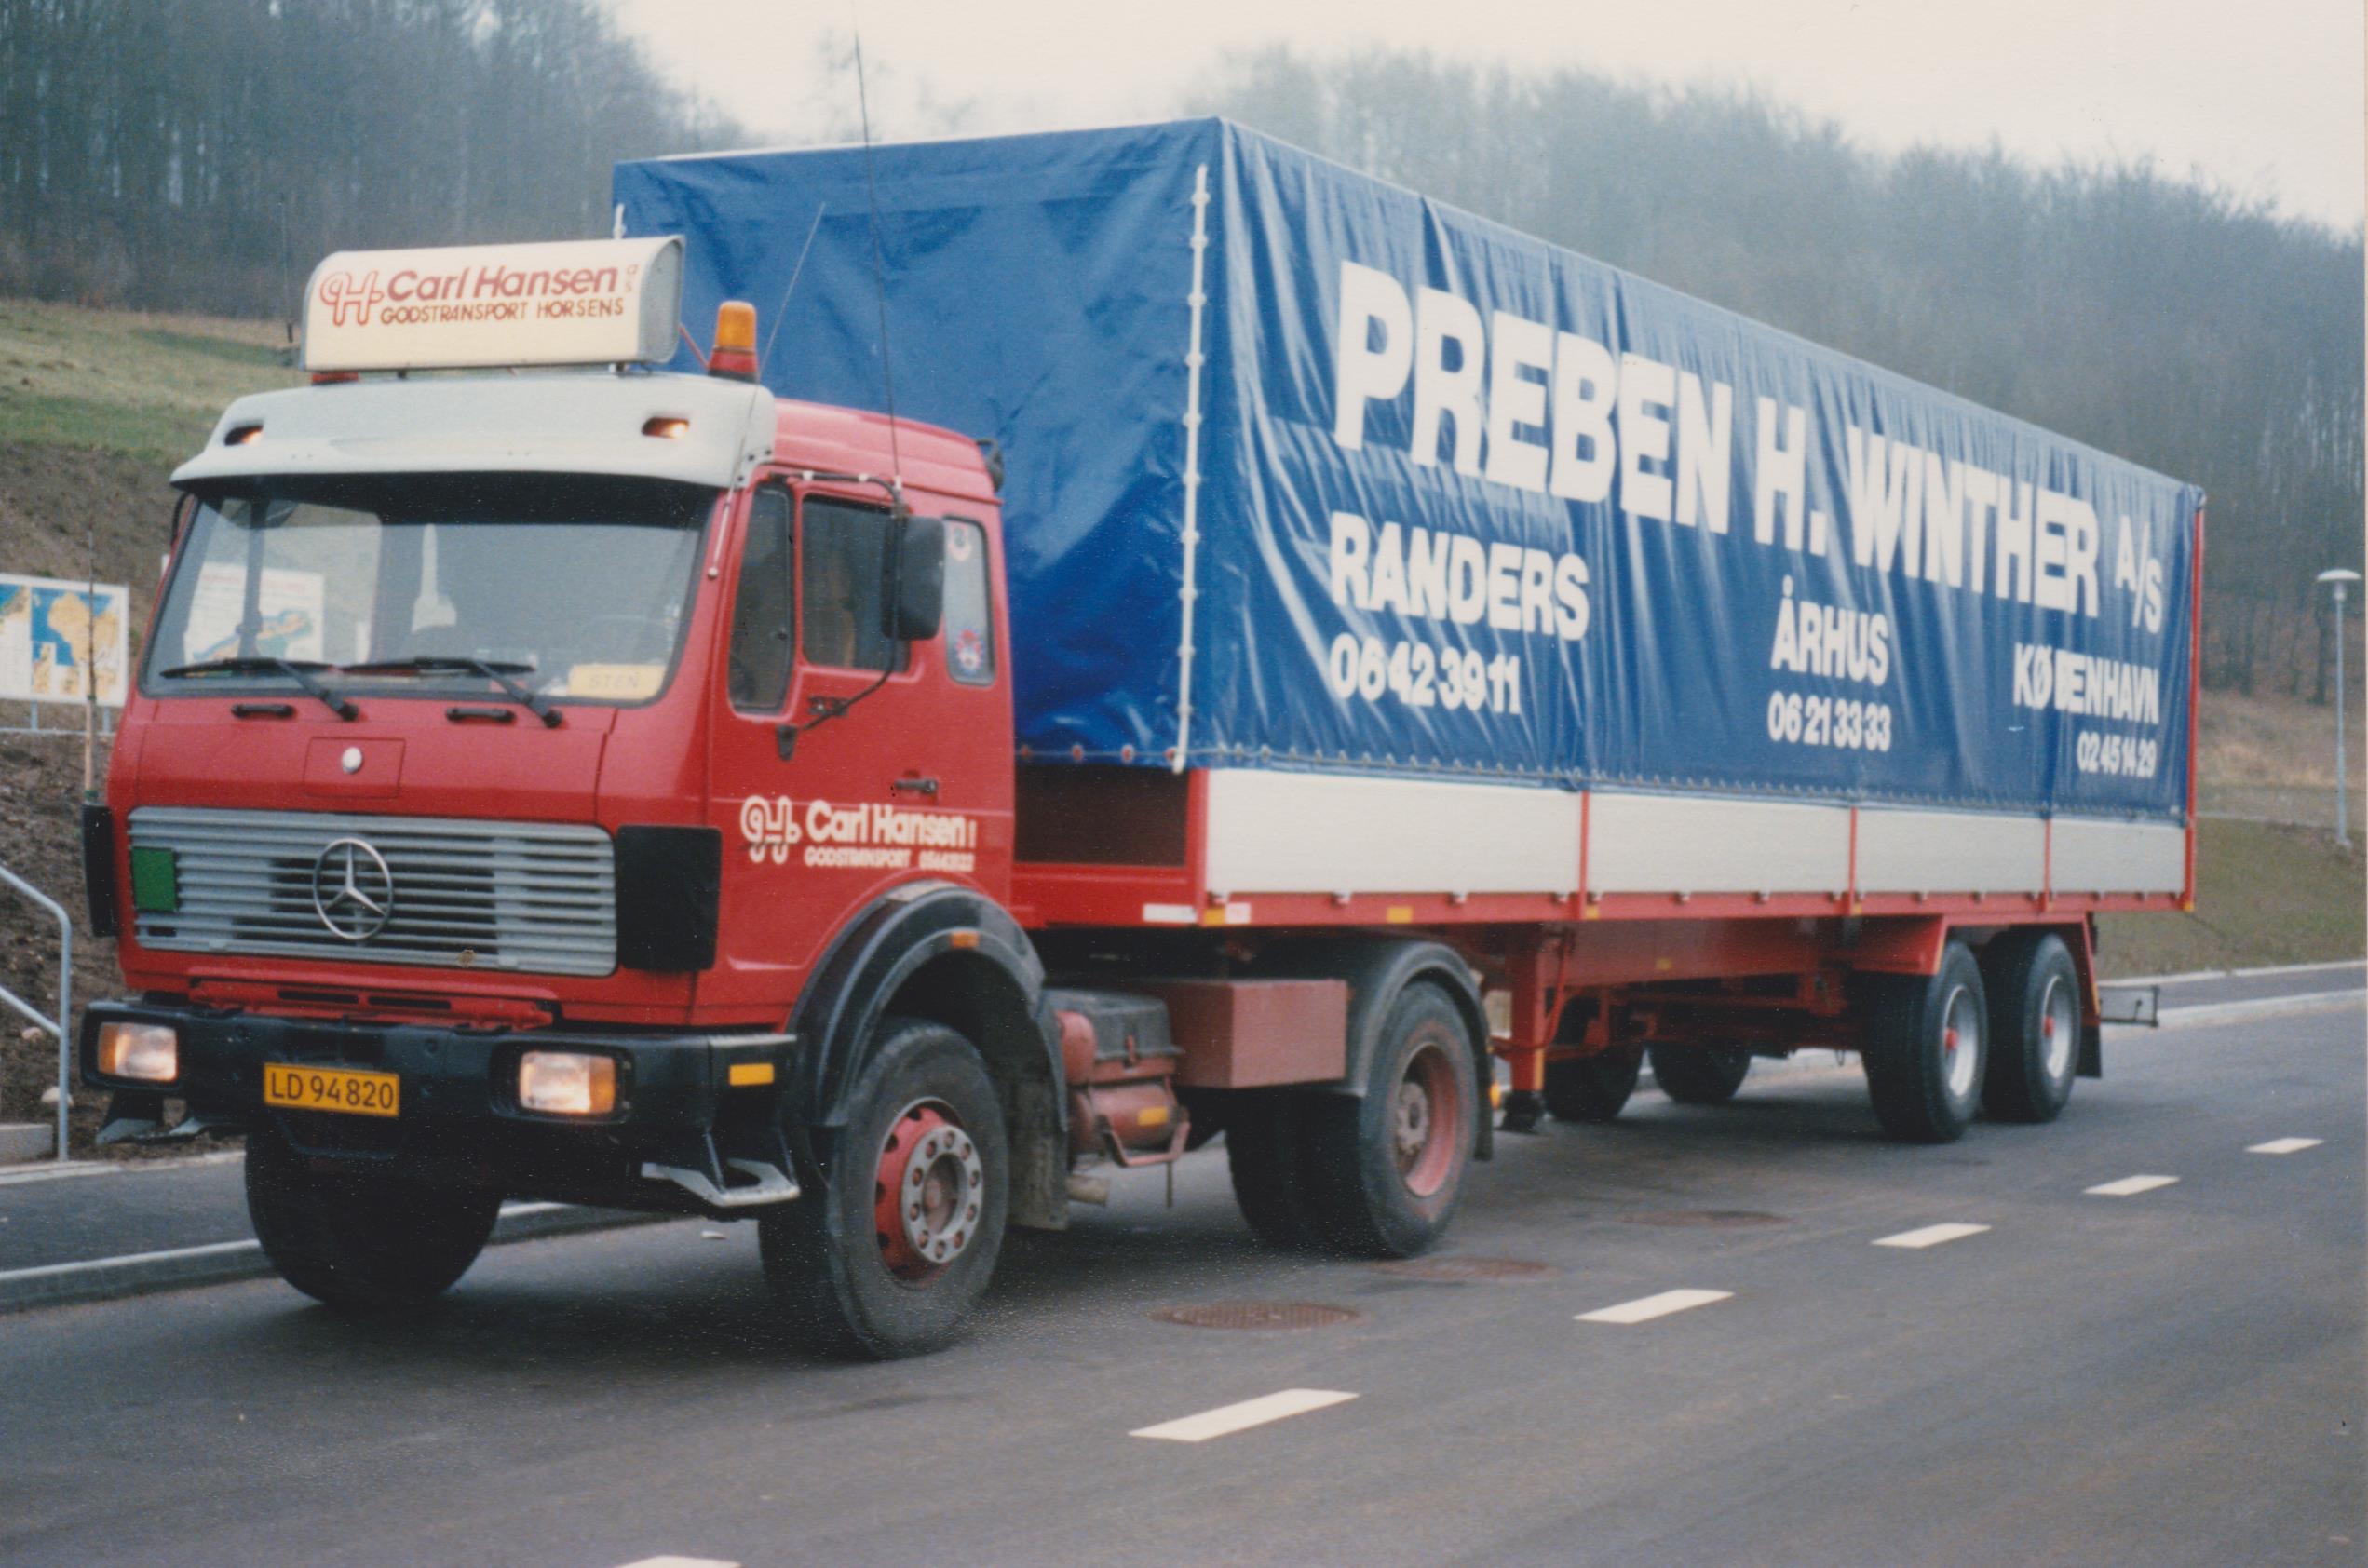 Carl Hansen a/s
GODSTRANSPORT HORSENS
PREBEN H. WINTHER A/S
RANDERS
06 42 39 11
ÅRHUS
06 21 33 33
KØBENHAVN
02 45 14 29
STEN
Carl Hansen
GODSTRANSPORT
LD 94 820